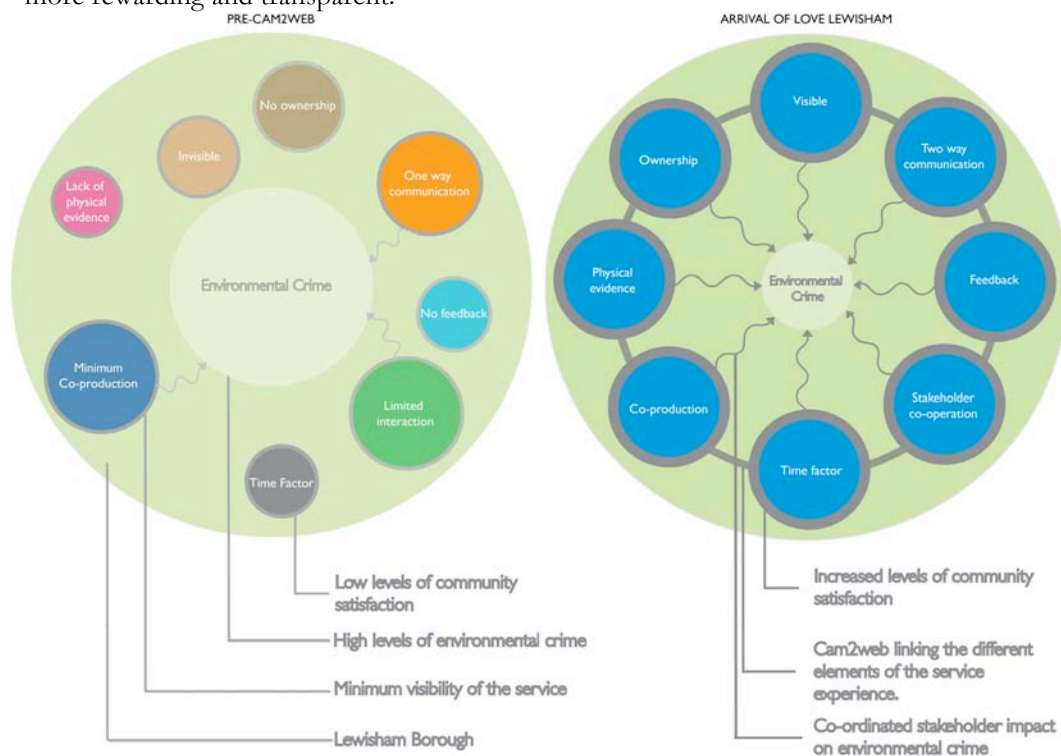 more rewarding and transparent.
PRE-CAM2WEB
No ownership
Invisible
One way
communication
Lack of
physical
evidence
Environmental Crime
No feedback
Minimum
Co-production
Limited
interaction
Time Factor
Low levels of community
satisfaction
High levels of environmental crime
Minimum visibility of the service
Lewisham Borough
ARRIVAL OF LOVE LEWISHAM
Visible
Ownership
Two way
communication
Physical
evidence
Environmental
Crime
Feedback
Co-production
Stakeholder
co-operation
Time factor
Increased levels of community
satisfaction
Cam2web linking the different
elements of the service
experience.
Co-ordinated stakeholder impact
on environmental crime